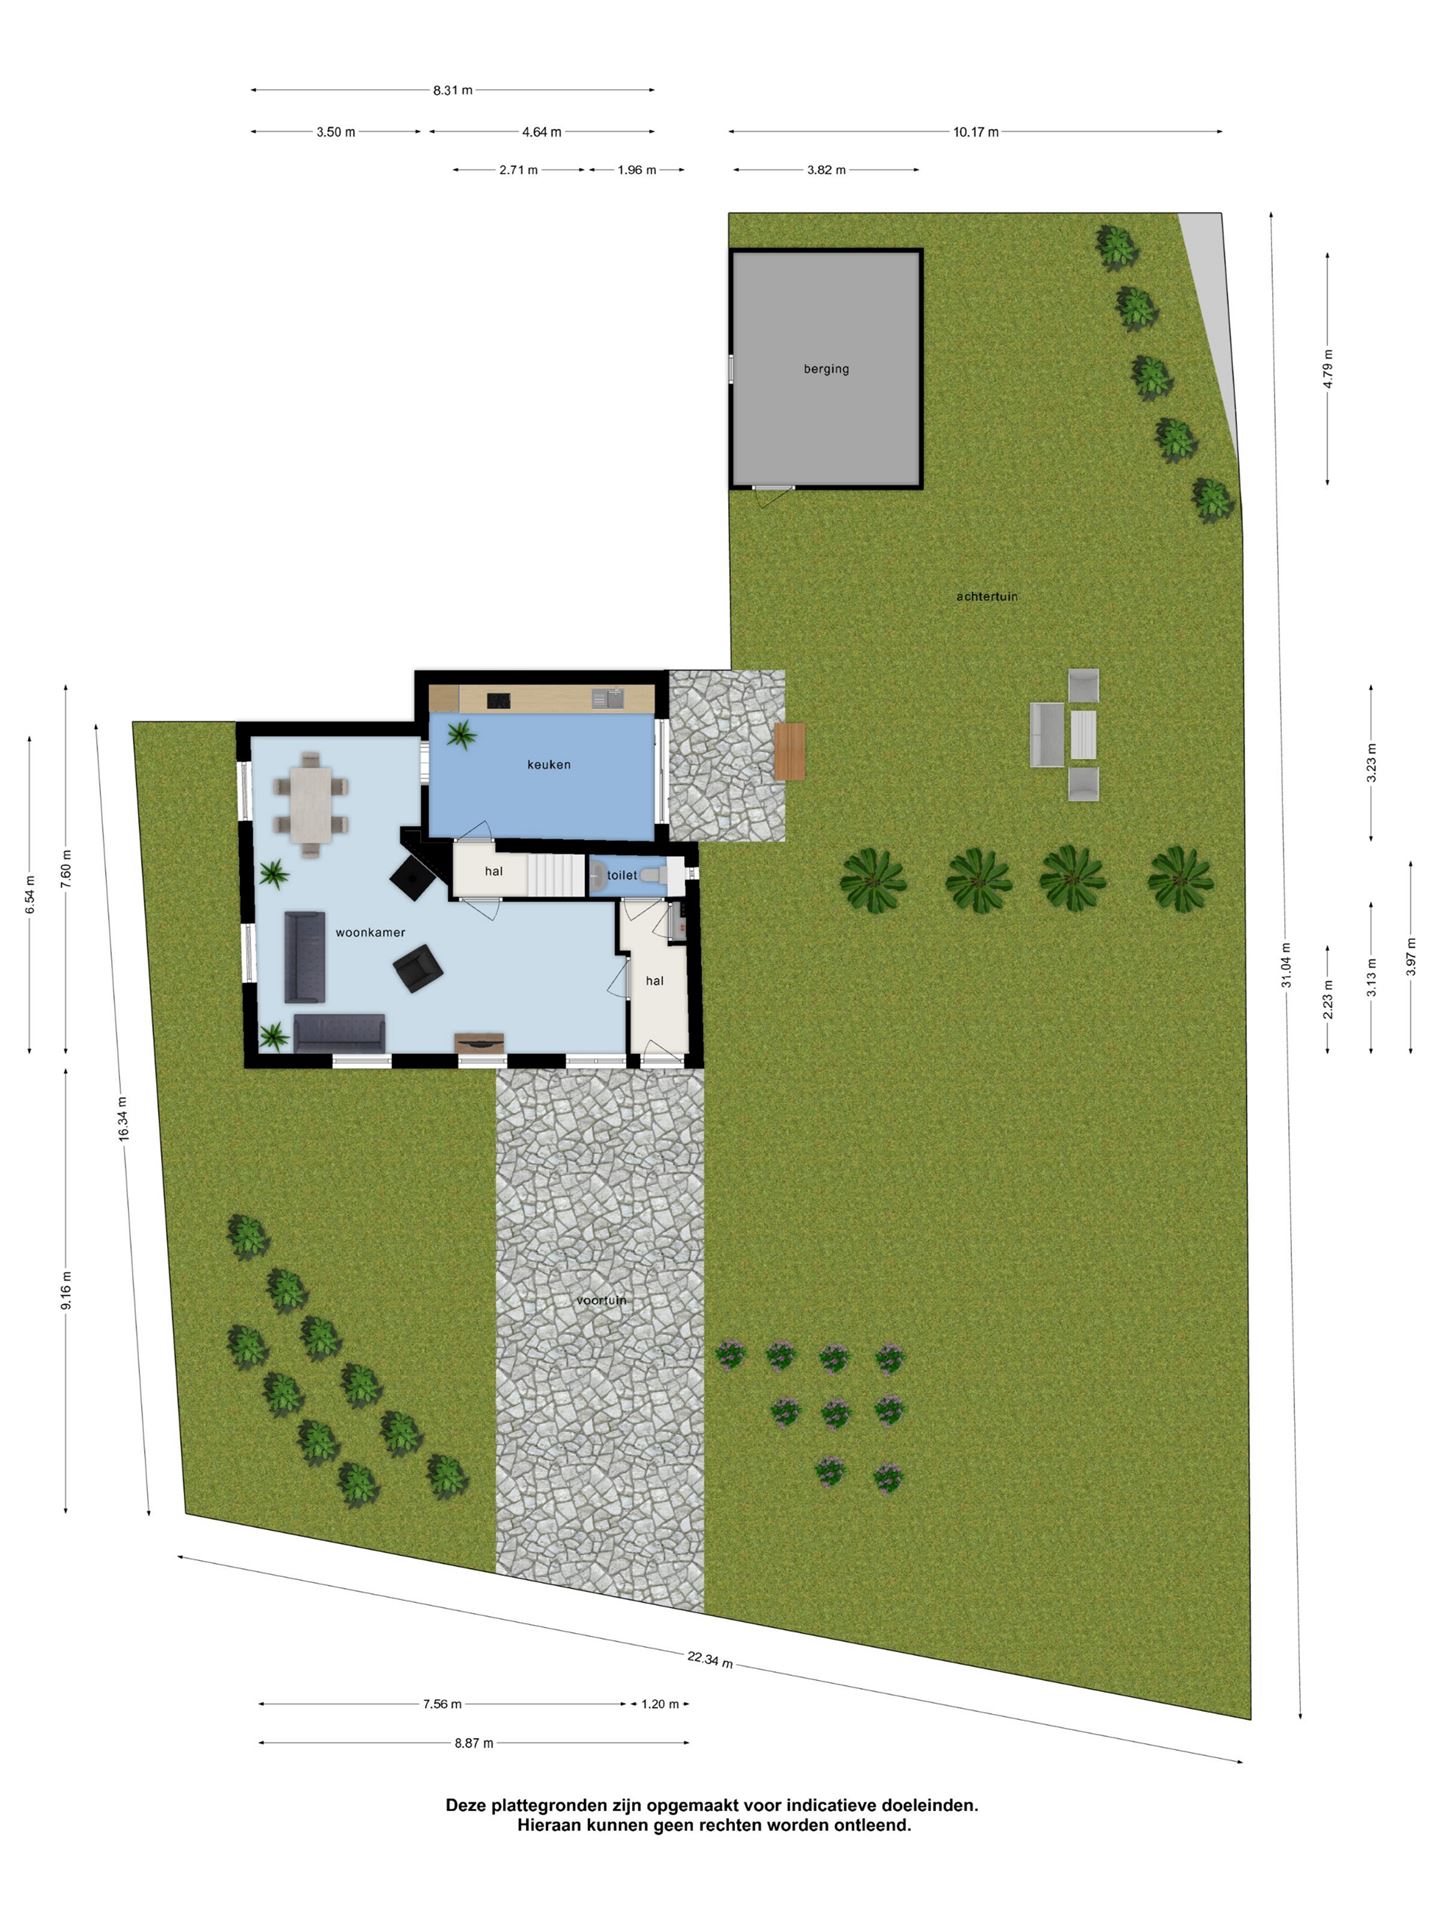 8.31 m
3.50 m
4.64 m
10.17 m
2.71 m
1.96 m
3.82 m
berging
4.79 m
achtertuin
keuken
3.23 m
hal
toilet
7.60 m
6.54 m
woonkamer
hal
31.04 m
3.97 m
3.13 m
2.23 m
16.34 m
9.16 m
voortuin
22.34 m
7.56 m
1.20 m
8.87 m
Deze plattegronden zijn opgemaakt voor indicatieve doeleinden.
Hieraan kunnen geen rechten worden ontleend.